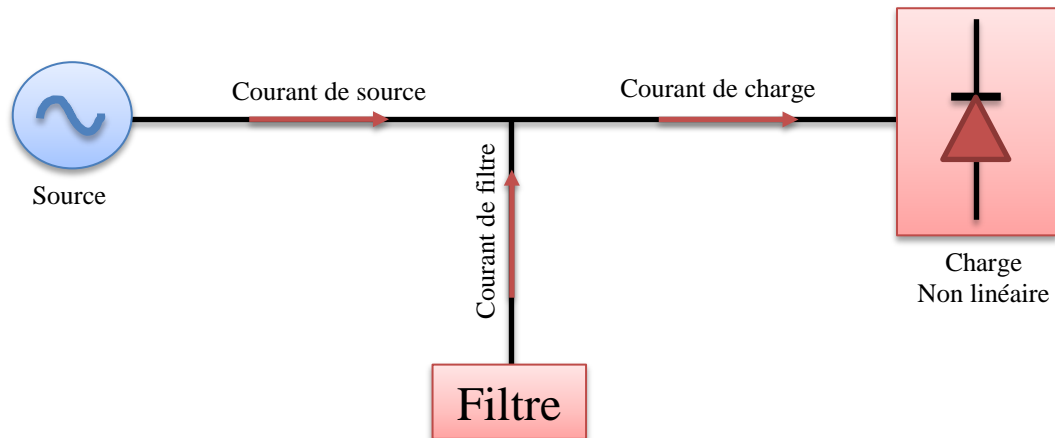 Courant de source
Courant de charge
Source
Courant de filtre
Charge
Non linéaire
Filtre